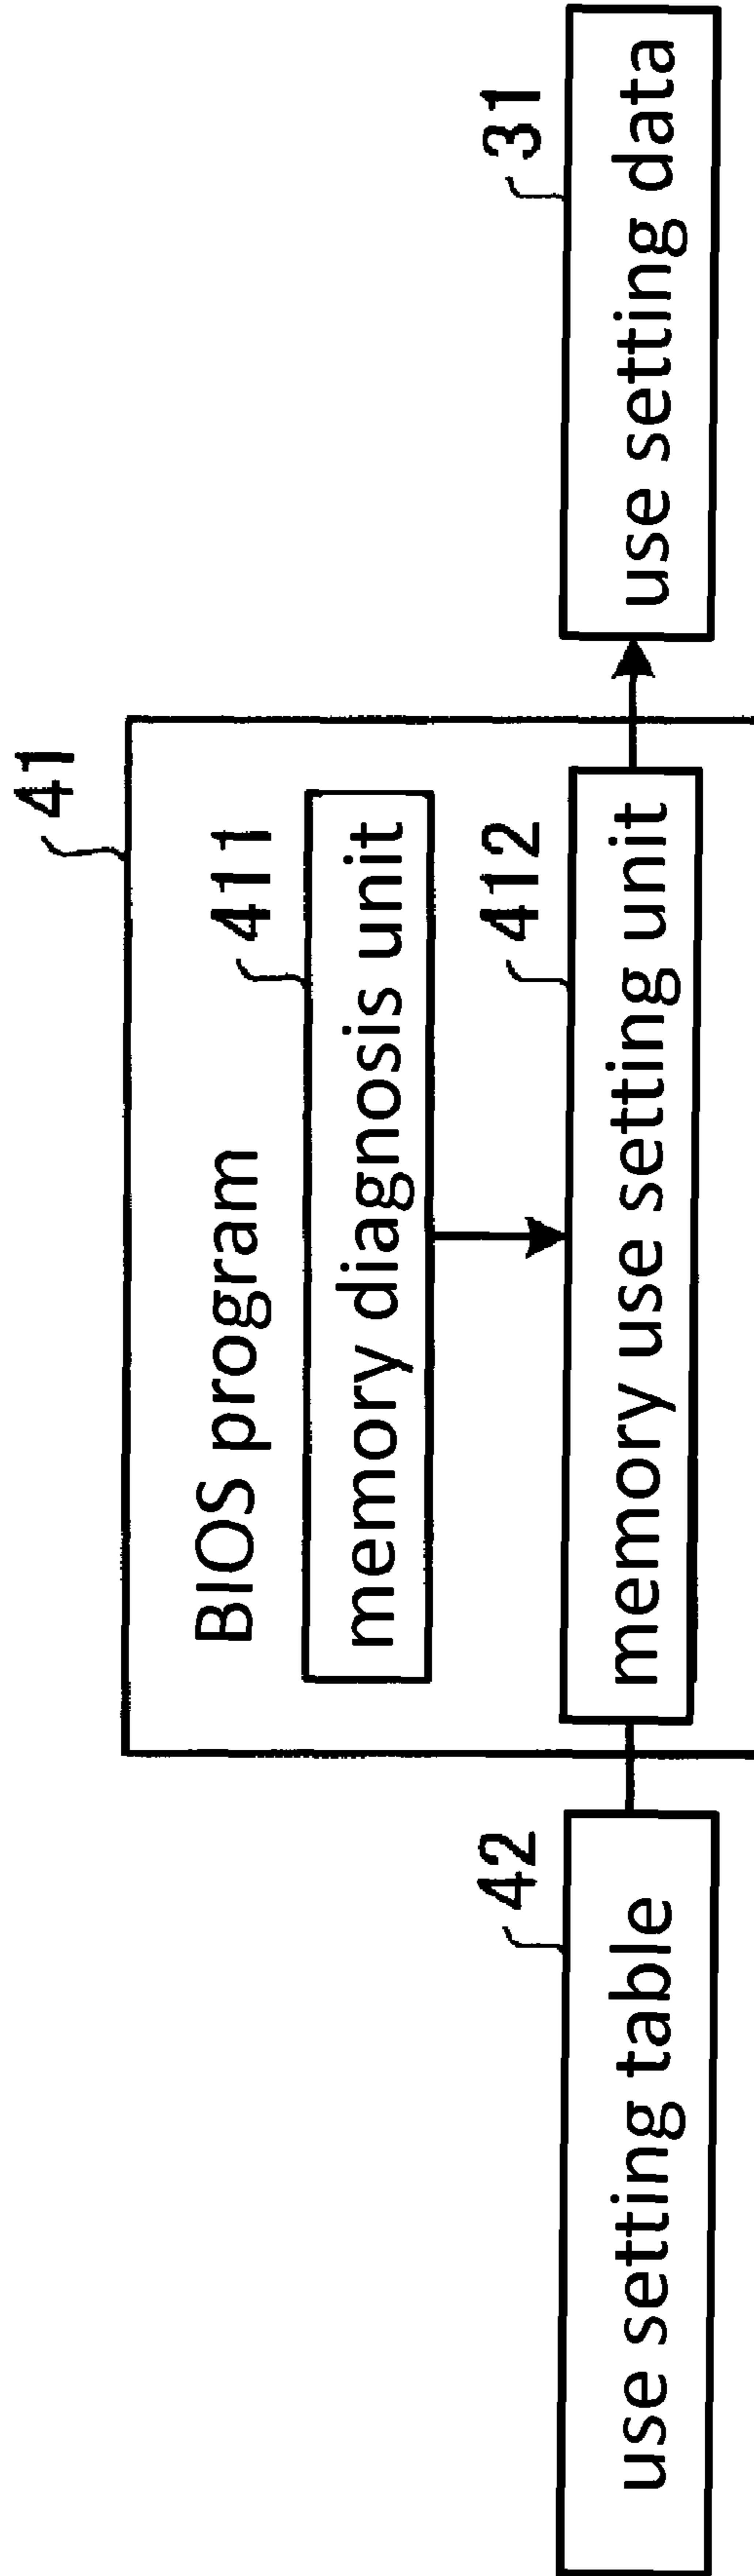 41
BIOS program
411
memory diagnosis unit
42
412
31
use setting table
memory use setting unit
use setting data